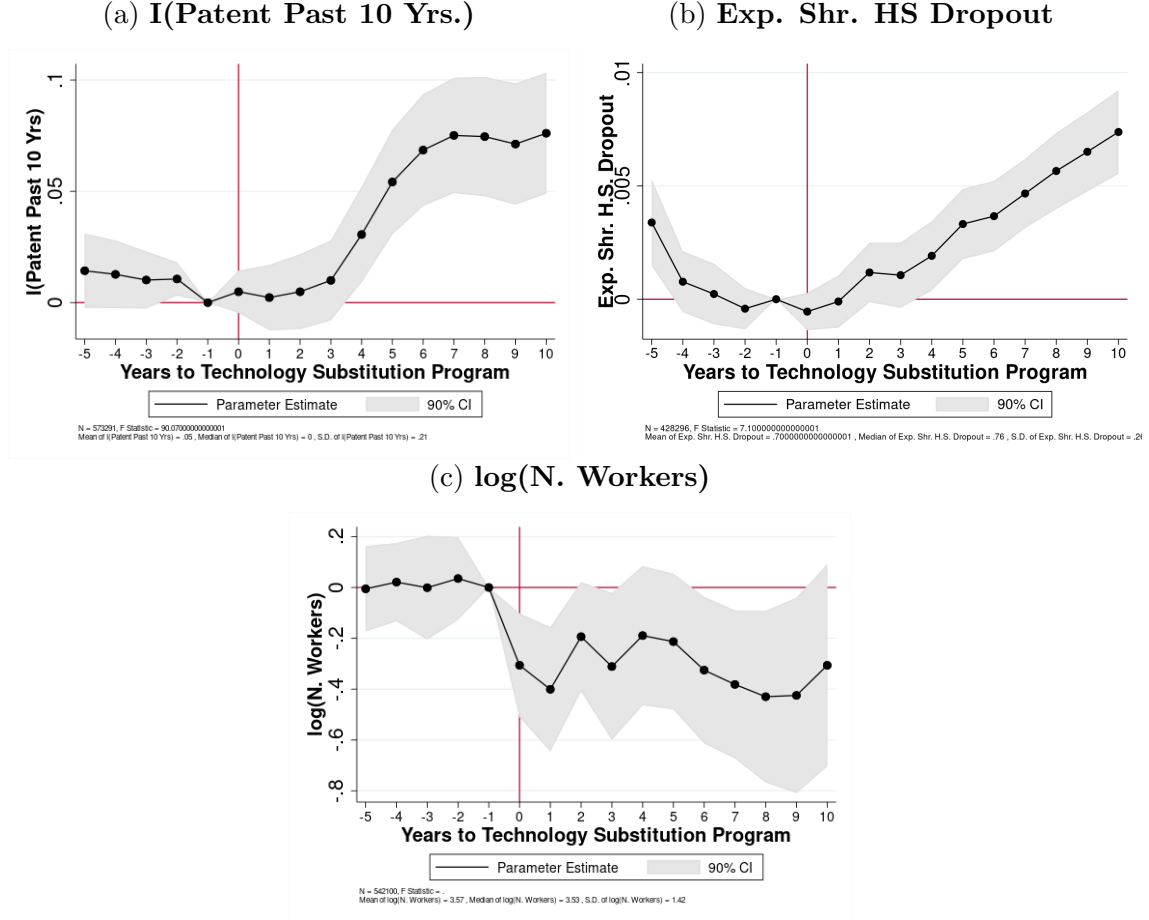 (a) I(Patent Past 10 Yrs.)
I(Patent Past 10 Yrs)
.1
.05
0
-5 -4 -3 -2 -1 0 1 2 3 4 5 6 7 8 9 10
Years to Technology Substitution Program
Parameter Estimate 90% CI
N = 573291, F Statistic = 90.07000000000001
Mean of I(Patent Past 10 Yrs) = .05 , Median of I(Patent Past 10 Yrs) = 0 , S.D. of I(Patent Past 10 Yrs) = .21
(b) Exp. Shr. HS Dropout
Exp. Shr. H.S. Dropout
.01
.005
0
-5 -4 -3 -2 -1 0 1 2 3 4 5 6 7 8 9 10
Years to Technology Substitution Program
Parameter Estimate 90% CI
N = 428296, F Statistic = 7.100000000000001
Mean of Exp. Shr. H.S. Dropout = .7000000000000001 , Median of Exp. Shr. H.S. Dropout = .76 , S.D. of Exp. Shr. H.S. Dropout =
(c) log(N. Workers)
log(N. Workers)
.2
0
-.2
-.4
-.6
-.8
-5 -4 -3 -2 -1 0 1 2 3 4 5 6 7 8 9 10
Years to Technology Substitution Program
Parameter Estimate 90% CI
N = 542100, F Statistic = .
Mean of log(N. Workers) = 3.57 , Median of log(N. Workers) = 3.53 , S.D. of log(N. Workers) = 1.42